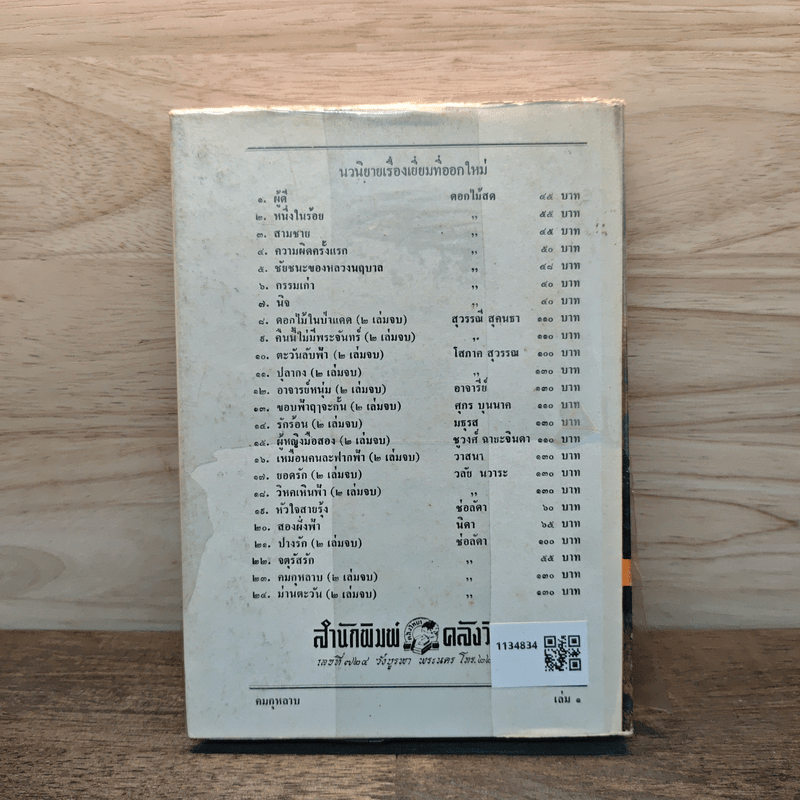 นวนิยายเรื่องเยี่ยมที่ออกใหม่
๑. ผู้ดี ดอกไม้สด ๔๕ บาท
๒. หนึ่งในร้อย ,, ๕๕ บาท
๓. สามชาย ,, ๔๕ บาท
๔. ความผิดครั้งแรก ,, ๕๐ บาท
๕. ชัยชนะของหลวงนฤบาล ,, ๔๘ บาท
๖. กรรมเก่า ,, ๔๐ บาท
๗. นิจ ,, ๔๐ บาท
๘. ดอกไม้ในป่าแดด (๒ เล่มจบ) สุวรรณี สุคนธา ๑๑๐ บาท
๙. คืนนี้ไม่มีพระจันทร์ (๒ เล่มจบ) ,, ๑๑๐ บาท
๑๐. ตะวันลับฟ้า (๒ เล่มจบ) โสภาค สุวรรณ ๑๐๐ บาท
๑๑. ปุลากง (๒ เล่มจบ) ,, ๑๓๐ บาท
๑๒. อาจารย์หนุ่ม (๒ เล่มจบ) อาจารีย์ ๑๓๐ บาท
๑๓. ขอบฟ้าฤๅจะกั้น (๒ เล่มจบ) ศุภร บุนนาค ๑๑๐ บาท
๑๔. รักร้อน (๒ เล่มจบ) มธุรส ๑๓๐ บาท
๑๕. ผู้หญิงมือสอง (๒ เล่มจบ) ชูวงศ์ ฉายะจินดา ๑๑๐ บาท
๑๖. เหมือนคนละฟากฟ้า (๒ เล่มจบ) วาสนา ๑๓๐ บาท
๑๗. ยอดรัก (๒ เล่มจบ) วลัย นวาระ ๑๓๐ บาท
๑๘. วิหคเหินฟ้า (๒ เล่มจบ) ,, ๑๓๐ บาท
๑๙. หัวใจสายรุ้ง ช่อลัดา ๖๐ บาท
๒๐. สองฝั่งฟ้า นิดา ๖๕ บาท
๒๑. ปางรัก (๒ เล่มจบ) ช่อลัดา ๑๐๐ บาท
๒๒. จตุรัสรัก ,, ๕๕ บาท
๒๓. คมกุหลาบ (๒ เล่มจบ) ,, ๑๓๐ บาท
๒๔. ม่านตะวัน (๒ เล่มจบ) ,, ๑๓๐ บาท
สำนักพิมพ์ คลังวิ
เลขที่ ๗๒๔ วังบูรพา พระนคร โทร.๒๒
1134834
คมกุหลาบ เล่ม ๑